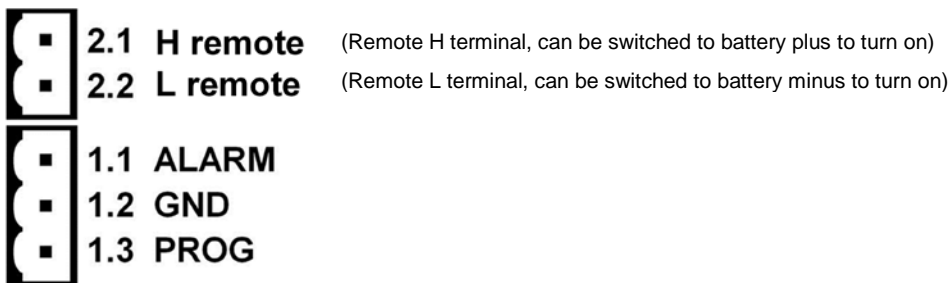 2.1 H remote (Remote H terminal, can be switched to battery plus to turn on)
2.2 L remote (Remote L terminal, can be switched to battery minus to turn on)
1.1 ALARM
1.2 GND
1.3 PROG